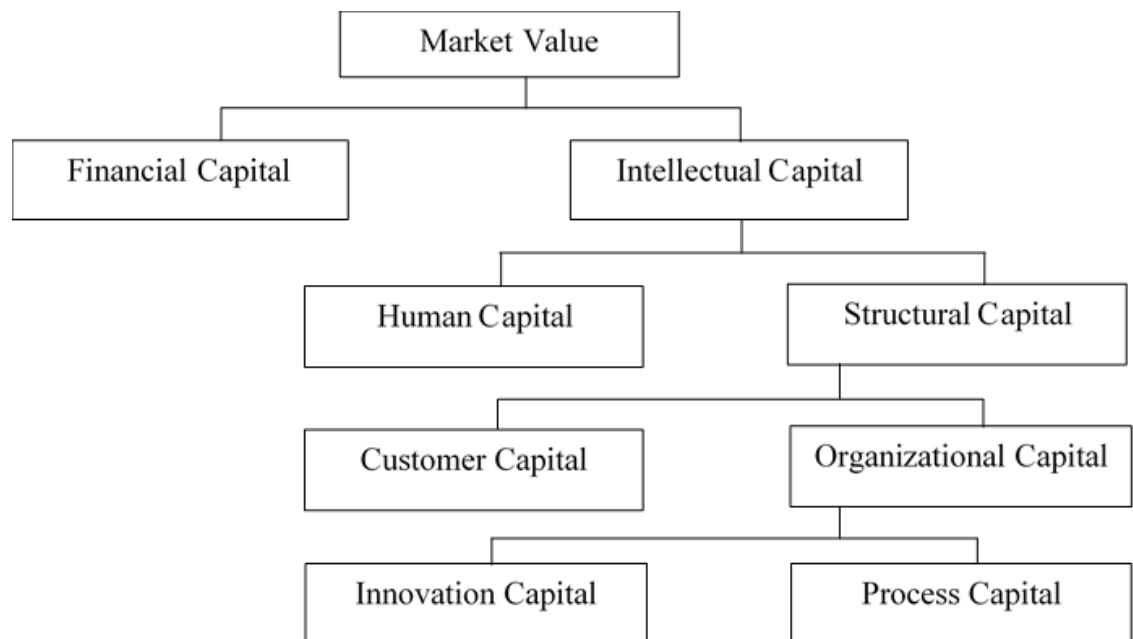 Market Value
Financial Capital
Intellectual Capital
Human Capital
Structural Capital
Customer Capital
Organizational Capital
Innovation Capital
Process Capital